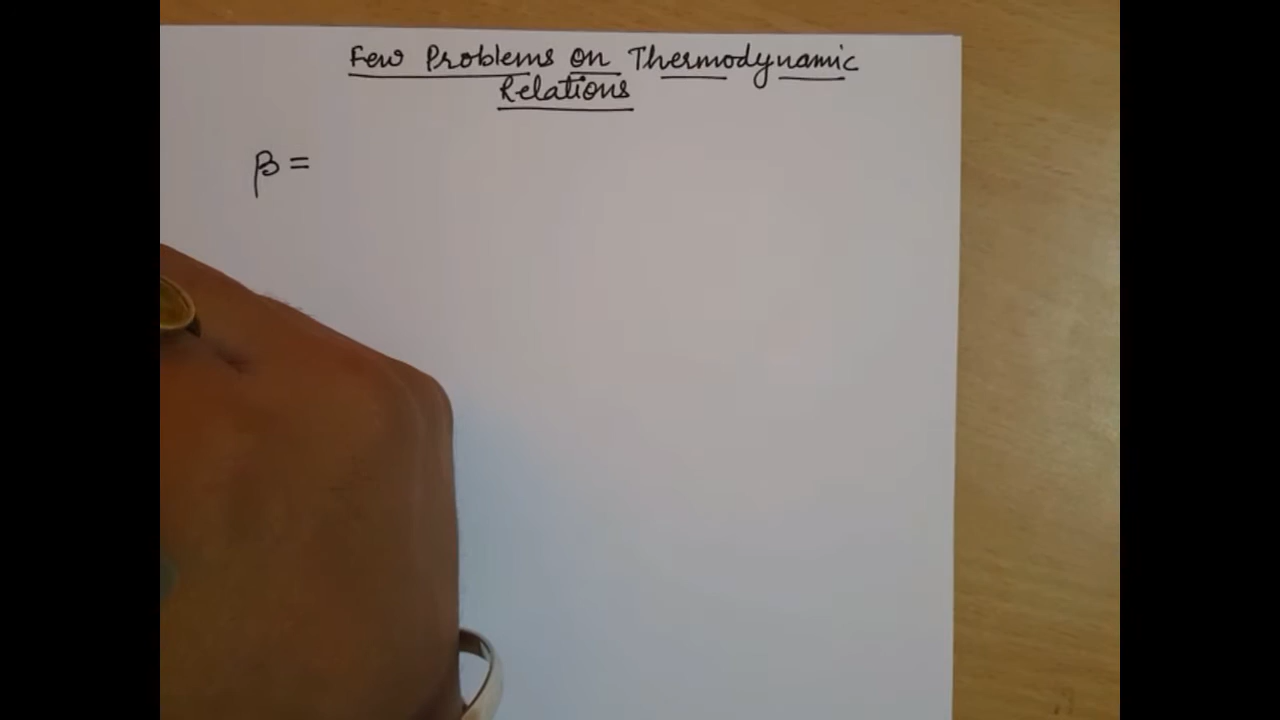 Few Problems on Thermodynamic
Relations
β =